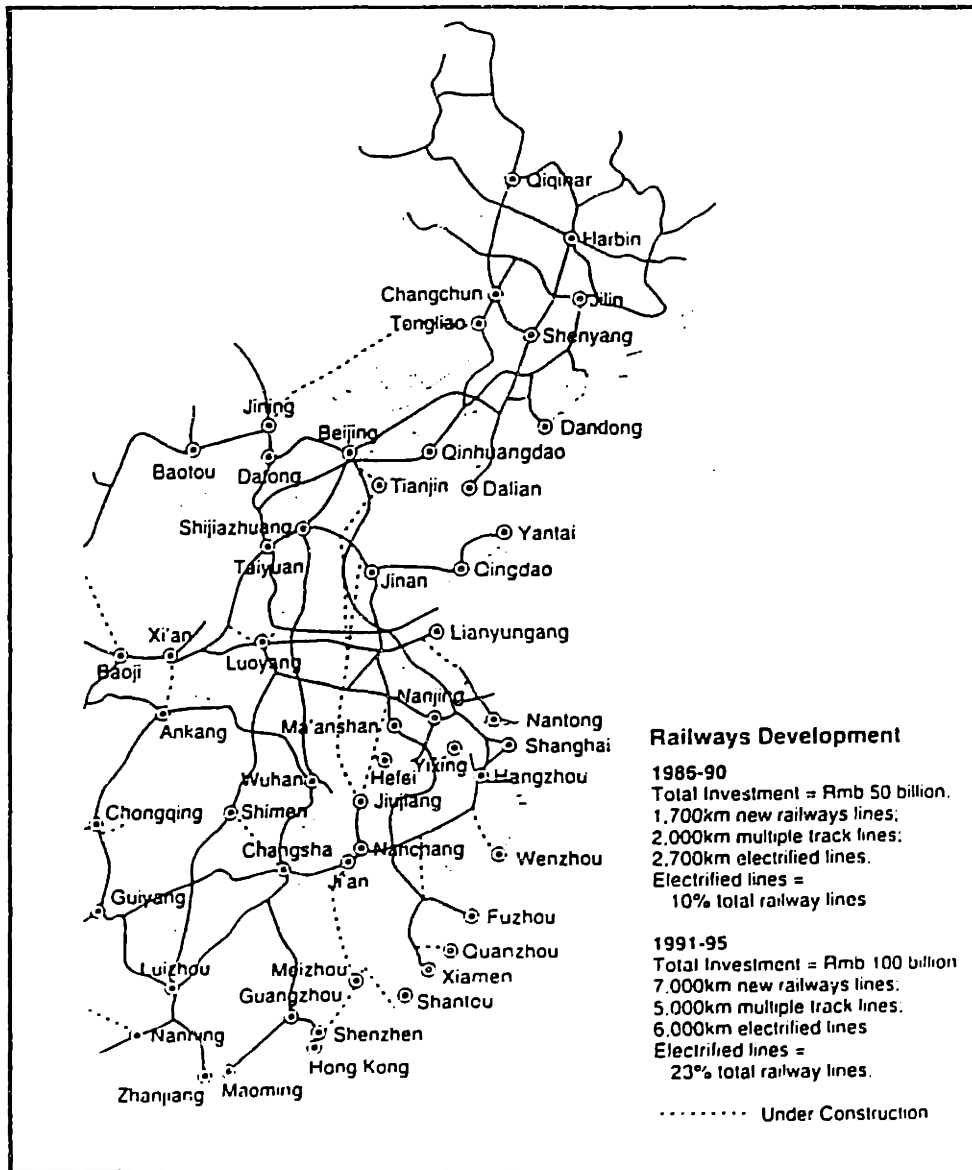 Qiqihar
Harbin
Changchun
Jilin
Tongliao
Shenyang
Jining
Beijing
Dandong
Baotou
Datong
Qinhuangdao
Tianjin
Dalian
Shijiazhuang
Yantai
Taiyuan
Jinan
Qingdao
Xi'an
Lianyungang
Baoji
Luoyang
Nanjing
Ankang
Ma'anshan
Nantong
Shanghai
Yixing
Hefei
Wuhan
Hangzhou
Chongqing
Shimen
Jiujiang
Changsha
Nanchang
Wenzhou
Ji'an
Guiyang
Fuzhou
Luizhou
Meizhou
Quanzhou
Xiamen
Guangzhou
Shantou
Nanning
Shenzhen
Hong Kong
Zhanjiang
Maoming
Railways Development
1986-90
Total Investment = Rmb 50 billion.
1,700km new railways lines;
2,000km multiple track lines;
2,700km electrified lines.
Electrified lines =
10% total railway lines
1991-95
Total Investment = Rmb 100 billion
7,000km new railways lines;
5,000km multiple track lines;
6,000km electrified lines
Electrified lines =
23% total railway lines.
Under Construction